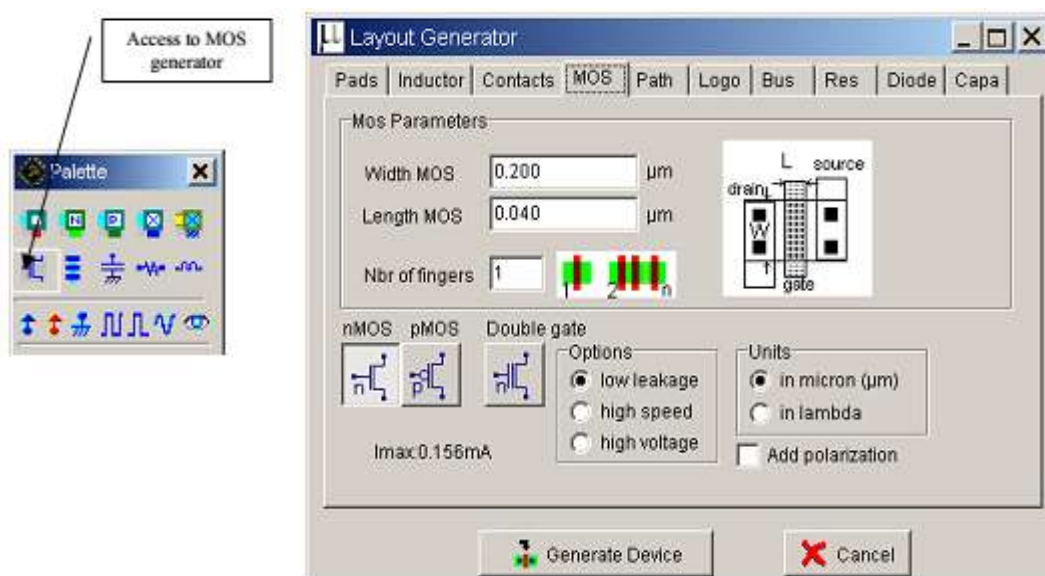 Access to MOS
generator
Palette
N
P
Layout Generator
Pads Inductor Contacts MOS Path Logo Bus Res Diode Capa
Mos Parameters
Width MOS 0.200 µm
Length MOS 0.040 µm
Nbr of fingers 1
1 2 n
L source
drain
W
gate
nMOS pMOS Double gate
n p n
Options
low leakage
high speed
high voltage
Units
in micron (µm)
in lambda
Add polarization
Imax:0.156mA
Generate Device Cancel